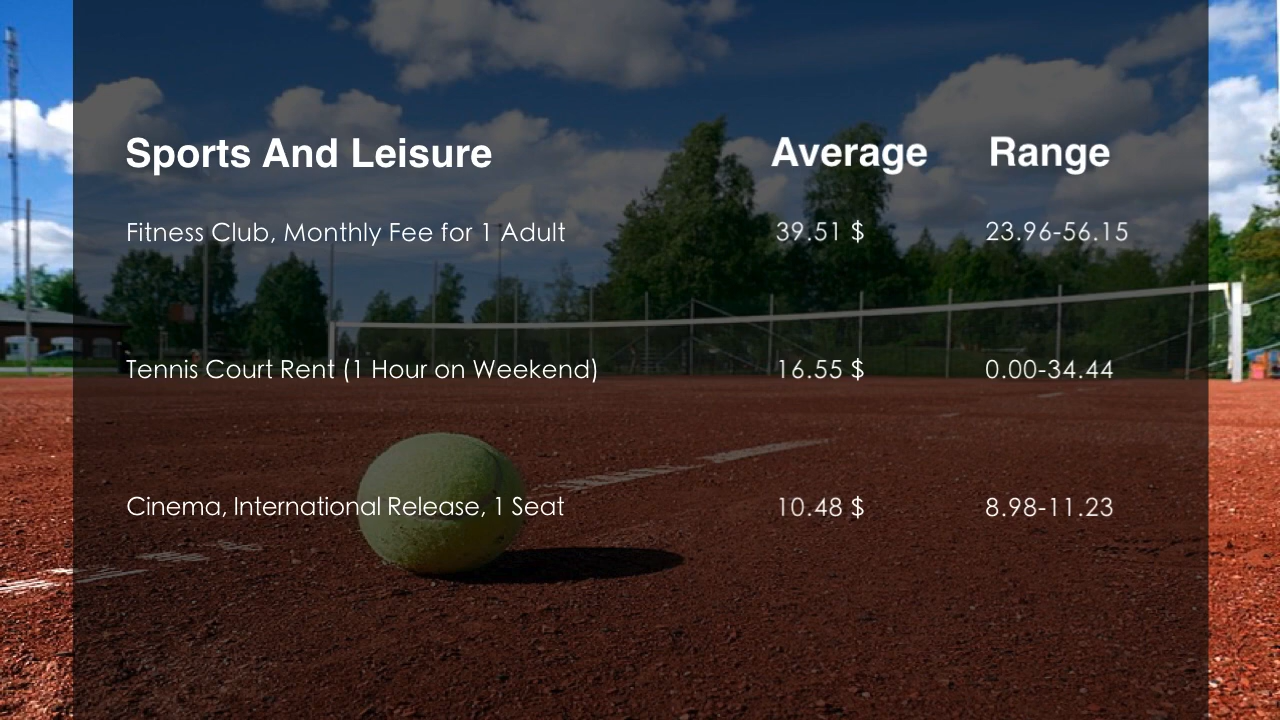 Sports And Leisure Average Range
Fitness Club, Monthly Fee for 1 Adult 39.51 $ 23.96-56.15
Tennis Court Rent (1 Hour on Weekend) 16.55 $ 0.00-34.44
Cinema, International Release, 1 Seat 10.48 $ 8.98-11.23